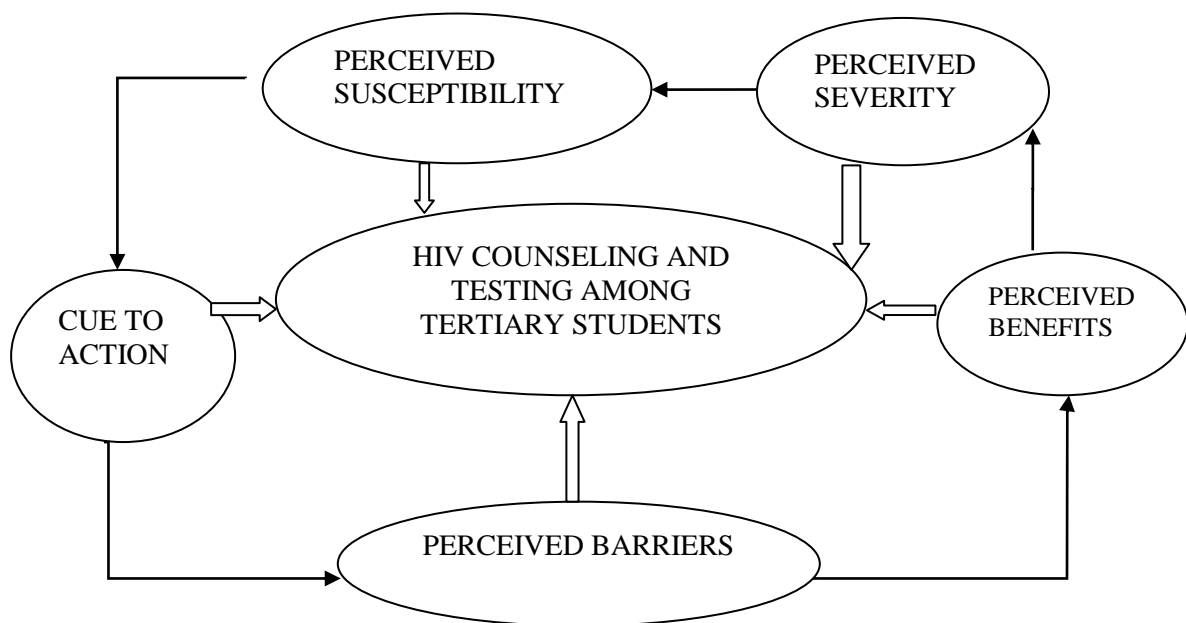 PERCEIVED
SUSCEPTIBILITY
PERCEIVED
SEVERITY
HIV COUNSELING AND
TESTING AMONG
TERTIARY STUDENTS
CUE TO
ACTION
PERCEIVED
BENEFITS
PERCEIVED BARRIERS